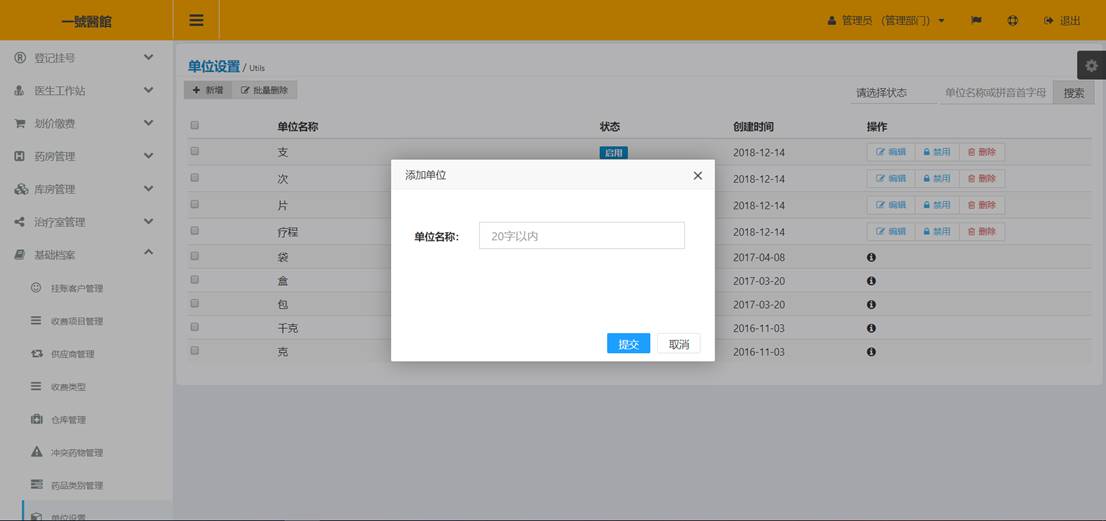 一號醫館
管理员 （管理部门）
退出
登记挂号
医生工作站
划价缴费
药房管理
库房管理
治疗室管理
基础档案
挂账客户管理
收费项目管理
供应商管理
收费类型
仓库管理
冲突药物管理
药品类别管理
单位设置
单位设置 / Utils
新增 批量删除
请选择状态 单位名称或拼音首字母 搜索
单位名称 状态 创建时间 操作
支 启用 2018-12-14 编辑 禁用 删除
次 2018-12-14 编辑 禁用 删除
片 2018-12-14 编辑 禁用 删除
疗程 2018-12-14 编辑 禁用 删除
袋 2017-04-08
盒 2017-03-20
包 2017-03-20
千克 2016-11-03
克 2016-11-03
添加单位
单位名称： 20字以内
提交 取消